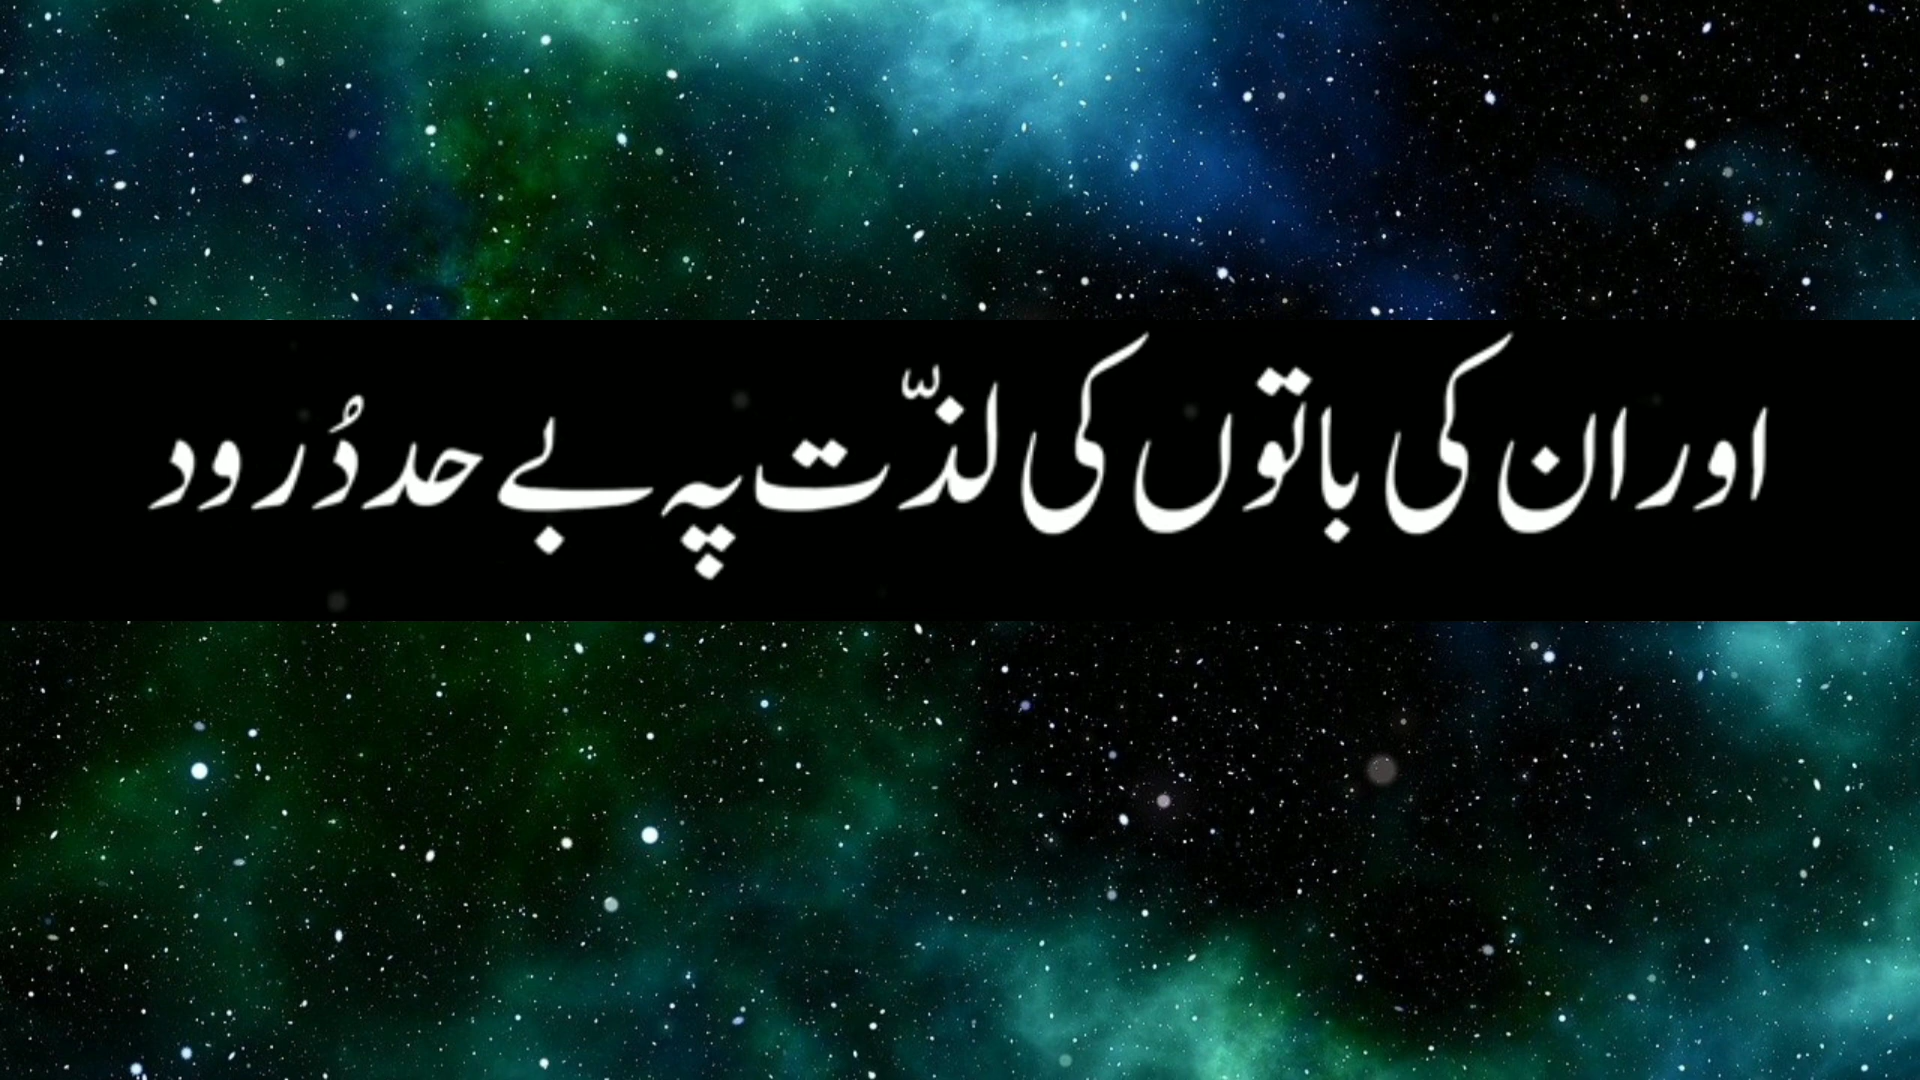 اور ان کی باتوں کی لذّت پہ بے حد دُرود